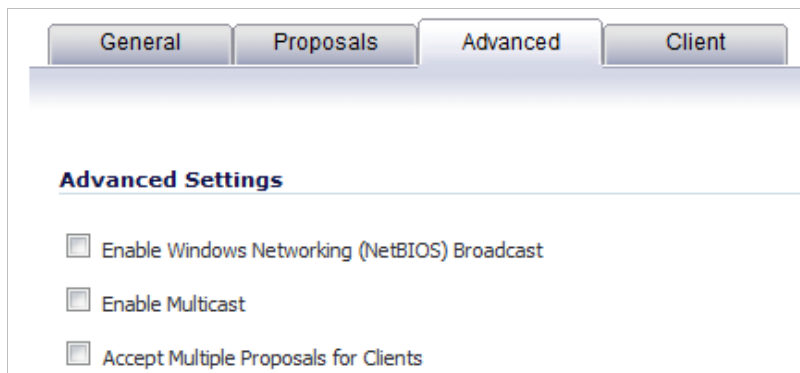 General Proposals Advanced Client
Advanced Settings
Enable Windows Networking (NetBIOS) Broadcast
Enable Multicast
Accept Multiple Proposals for Clients